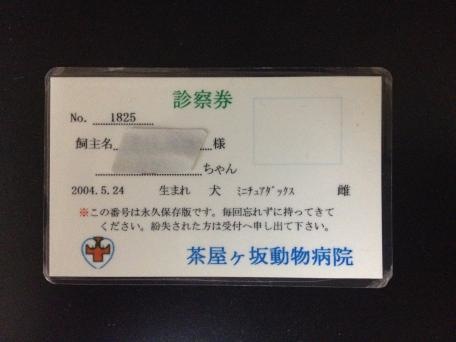 診察券
No. 1825
飼主名 様
ちゃん
2004.5.24 生まれ 犬 ﾐﾆﾁｭｱﾀﾞｯｸｽ 雌
※この番号は永久保存版です。毎回忘れずに持ってきて
ください。紛失された方は受付へ申し出て下さい。
茶屋ヶ坂動物病院